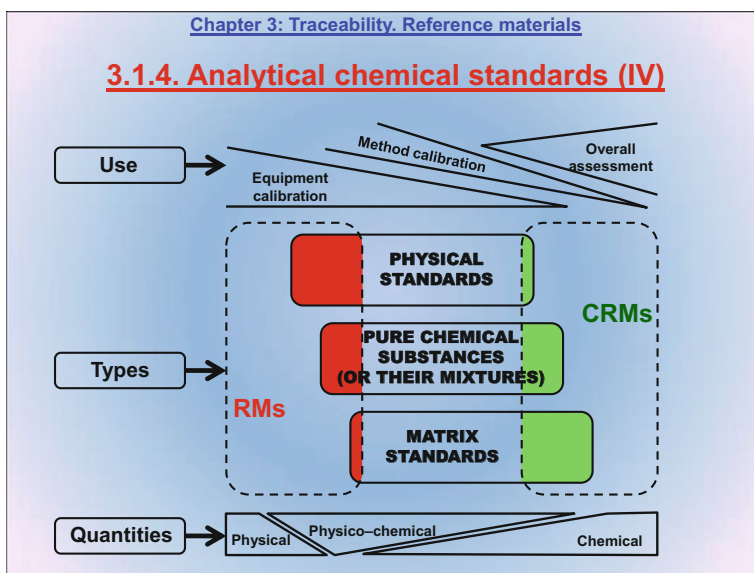 Chapter 3: Traceability. Reference materials
3.1.4. Analytical chemical standards (IV)
Use
Equipment
calibration
Method calibration
Overall
assessment
Types
RMs
PHYSICAL
STANDARDS
PURE CHEMICAL
SUBSTANCES
(OR THEIR MIXTURES)
MATRIX
STANDARDS
CRMs
Quantities
Physical
Physico–chemical
Chemical